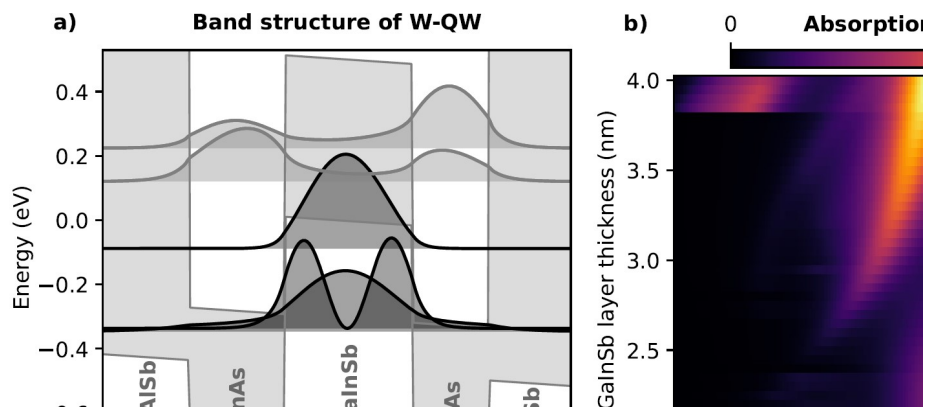 a)
Band structure of W-QW
Energy (eV)
0.4
0.2
0.0
−0.2
−0.4
AlSb
nAs
aInSb
As
Sb
b)
0
Absorption
GaInSb layer thickness (nm)
4.0
3.5
3.0
2.5